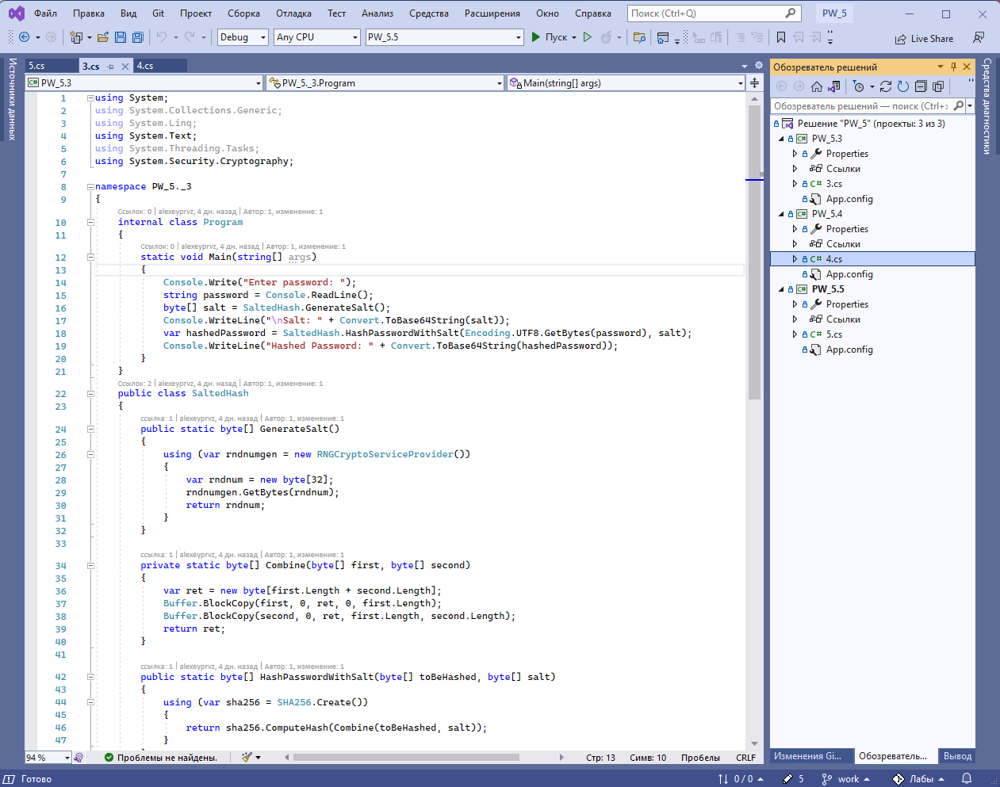 Файл Правка Вид Git Проект Сборка Отладка Тест Анализ Средства Расширения Окно Справка Поиск (Ctrl+Q) PW_5
Debug Any CPU PW_5.5 Пуск Live Share
Источники данных
5.cs 3.cs 4.cs
PW_5.3 PW_5._3.Program Main(string[] args)
1 using System;
2 using System.Collections.Generic;
3 using System.Linq;
4 using System.Text;
5 using System.Threading.Tasks;
6 using System.Security.Cryptography;
7
8 namespace PW_5._3
9 {
Ссылок: 0 | alexeyprvz, 4 дн. назад | Автор: 1, изменение: 1
10 internal class Program
11 {
Ссылок: 0 | alexeyprvz, 4 дн. назад | Автор: 1, изменение: 1
12 static void Main(string[] args)
13 {
14 Console.Write("Enter password: ");
15 string password = Console.ReadLine();
16 byte[] salt = SaltedHash.GenerateSalt();
17 Console.WriteLine("\nSalt: " + Convert.ToBase64String(salt));
18 var hashedPassword = SaltedHash.HashPasswordWithSalt(Encoding.UTF8.GetBytes(password), salt);
19 Console.WriteLine("Hashed Password: " + Convert.ToBase64String(hashedPassword));
20 }
21 }
Ссылок: 2 | alexeyprvz, 4 дн. назад | Автор: 1, изменение: 1
22 public class SaltedHash
23 {
ссылка: 1 | alexeyprvz, 4 дн. назад | Автор: 1, изменение: 1
24 public static byte[] GenerateSalt()
25 {
26 using (var rndnumgen = new RNGCryptoServiceProvider())
27 {
28 var rndnum = new byte[32];
29 rndnumgen.GetBytes(rndnum);
30 return rndnum;
31 }
32 }
33
ссылка: 1 | alexeyprvz, 4 дн. назад | Автор: 1, изменение: 1
34 private static byte[] Combine(byte[] first, byte[] second)
35 {
36 var ret = new byte[first.Length + second.Length];
37 Buffer.BlockCopy(first, 0, ret, 0, first.Length);
38 Buffer.BlockCopy(second, 0, ret, first.Length, second.Length);
39 return ret;
40 }
41
ссылка: 1 | alexeyprvz, 4 дн. назад | Автор: 1, изменение: 1
42 public static byte[] HashPasswordWithSalt(byte[] toBeHashed, byte[] salt)
43 {
44 using (var sha256 = SHA256.Create())
45 {
46 return sha256.ComputeHash(Combine(toBeHashed, salt));
47 }
94 % Проблемы не найдены. Стр: 13 Симв: 10 Пробелы CRLF
Обозреватель решений
Обозреватель решений — поиск (Ctrl+
Решение "PW_5" (проекты: 3 из 3)
C# PW_5.3
Properties
Ссылки
C# 3.cs
App.config
C# PW_5.4
Properties
Ссылки
C# 4.cs
App.config
C# PW_5.5
Properties
Ссылки
C# 5.cs
App.config
Изменения Gi... Обозреватель... Вывод
Средства диагностики
Готово 0 / 0 5 work Лабы